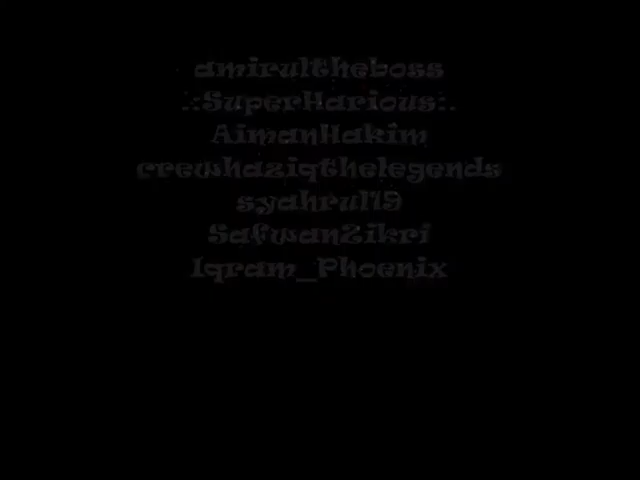 amirultheboss
.:SuperHarious:.
AimanHakim
crewhaziqthelegends
syahrul19
SafwanZikri
Iqram_Phoenix